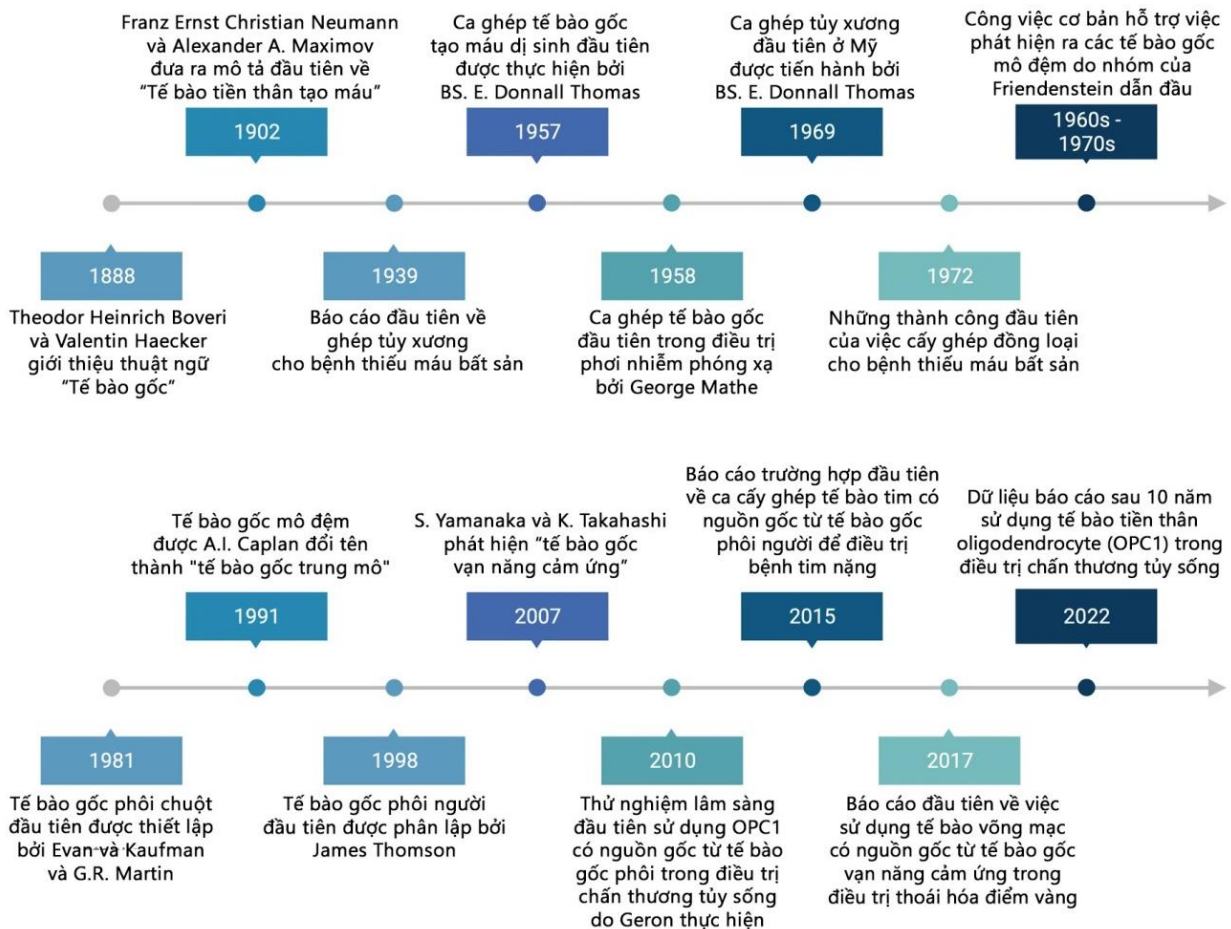 Franz Ernst Christian Neumann
và Alexander A. Maximov
đưa ra mô tả đầu tiên về
“Tế bào tiền thân tạo máu”
1902
Ca ghép tế bào gốc
tạo máu dị sinh đầu tiên
được thực hiện bởi
BS. E. Donnall Thomas
1957
Ca ghép tủy xương
đầu tiên ở Mỹ
được tiến hành bởi
BS. E. Donnall Thomas
1969
Công việc cơ bản hỗ trợ việc
phát hiện ra các tế bào gốc
mô đệm do nhóm của
Friendenstein dẫn đầu
1960s -
1970s
1888
Theodor Heinrich Boveri
và Valentin Haecker
giới thiệu thuật ngữ
“Tế bào gốc”
1939
Báo cáo đầu tiên về
ghép tủy xương
cho bệnh thiếu máu bất sản
1958
Ca ghép tế bào gốc
đầu tiên trong điều trị
phơi nhiễm phóng xạ
bởi George Mathe
1972
Những thành công đầu tiên
của việc cấy ghép đồng loại
cho bệnh thiếu máu bất sản
Tế bào gốc mô đệm
được A.I. Caplan đổi tên
thành "tế bào gốc trung mô"
1991
S. Yamanaka và K. Takahashi
phát hiện “tế bào gốc
vạn năng cảm ứng”
2007
Báo cáo trường hợp đầu tiên
về ca cấy ghép tế bào tim có
nguồn gốc từ tế bào gốc
phôi người để điều trị
bệnh tim nặng
2015
Dữ liệu báo cáo sau 10 năm
sử dụng tế bào tiền thân
oligodendrocyte (OPC1) trong
điều trị chấn thương tủy sống
2022
1981
Tế bào gốc phôi chuột
đầu tiên được thiết lập
bởi Evan và Kaufman
và G.R. Martin
1998
Tế bào gốc phôi người
đầu tiên được phân lập bởi
James Thomson
2010
Thử nghiệm lâm sàng
đầu tiên sử dụng OPC1
có nguồn gốc từ tế bào
gốc phôi trong điều trị
chấn thương tủy sống
do Geron thực hiện
2017
Báo cáo đầu tiên về việc
sử dụng tế bào võng mạc
có nguồn gốc từ tế bào gốc
vạn năng cảm ứng trong
điều trị thoái hóa điểm vàng